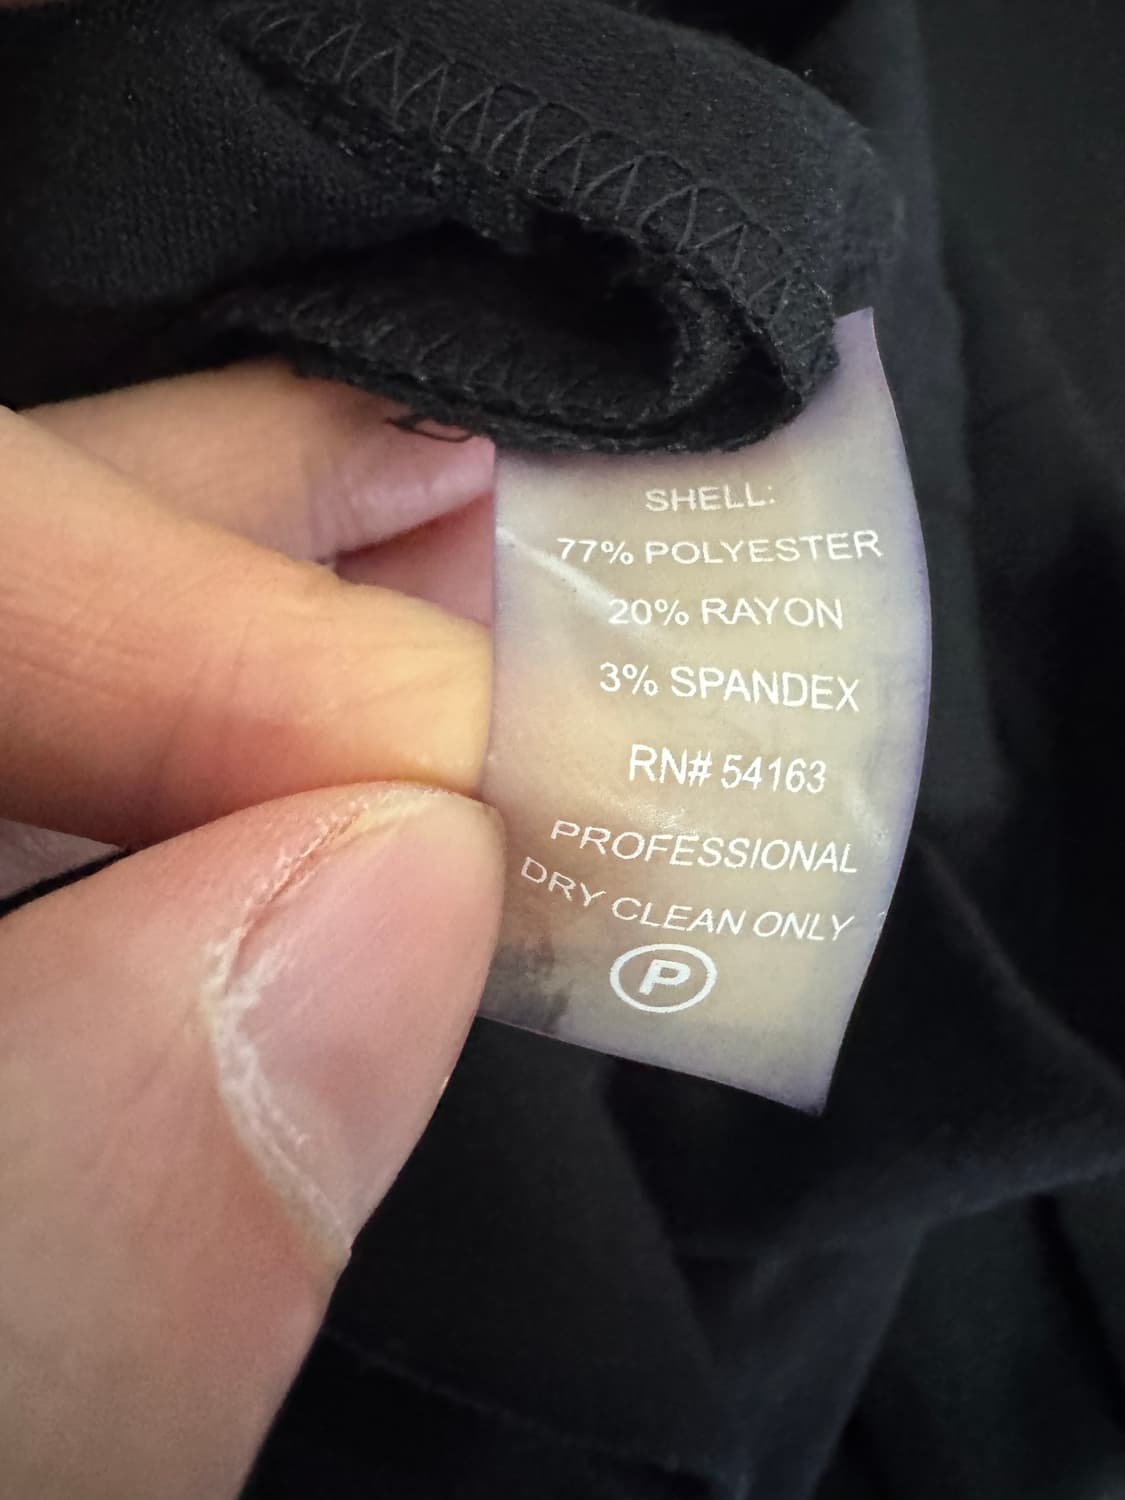 SHELL:
77% POLYESTER
20% RAYON
3% SPANDEX
RN# 54163
PROFESSIONAL
DRY CLEAN ONLY
P